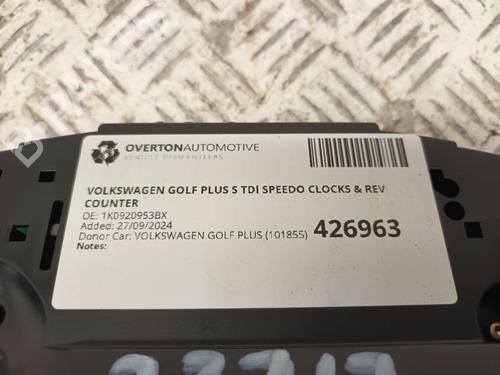 OVERTONAUTOMOTIVE
VEHICLE DISMANTLERS
VOLKSWAGEN GOLF PLUS S TDI SPEEDO CLOCKS & REV
COUNTER
OE: 1K0920953BX
Added: 27/09/2024
Donor Car: VOLKSWAGEN GOLF PLUS (101855)
426963
Notes: